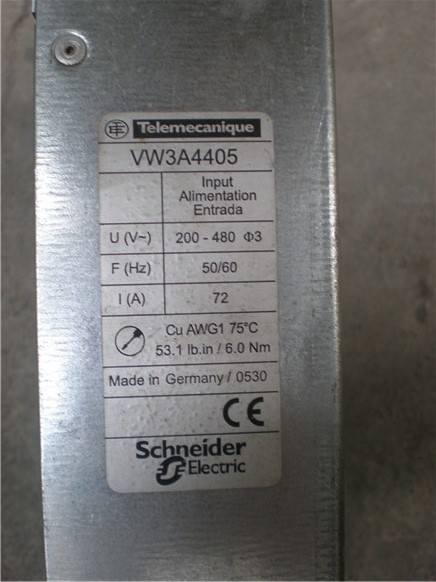 Telemecanique
VW3A4405
Input
Alimentation
Entrada
U (V~) 200 - 480 Φ3
F (Hz) 50/60
I (A) 72
Cu AWG1 75°C
53.1 lb.in / 6.0 Nm
Made in Germany / 0530
CE
Schneider
Electric